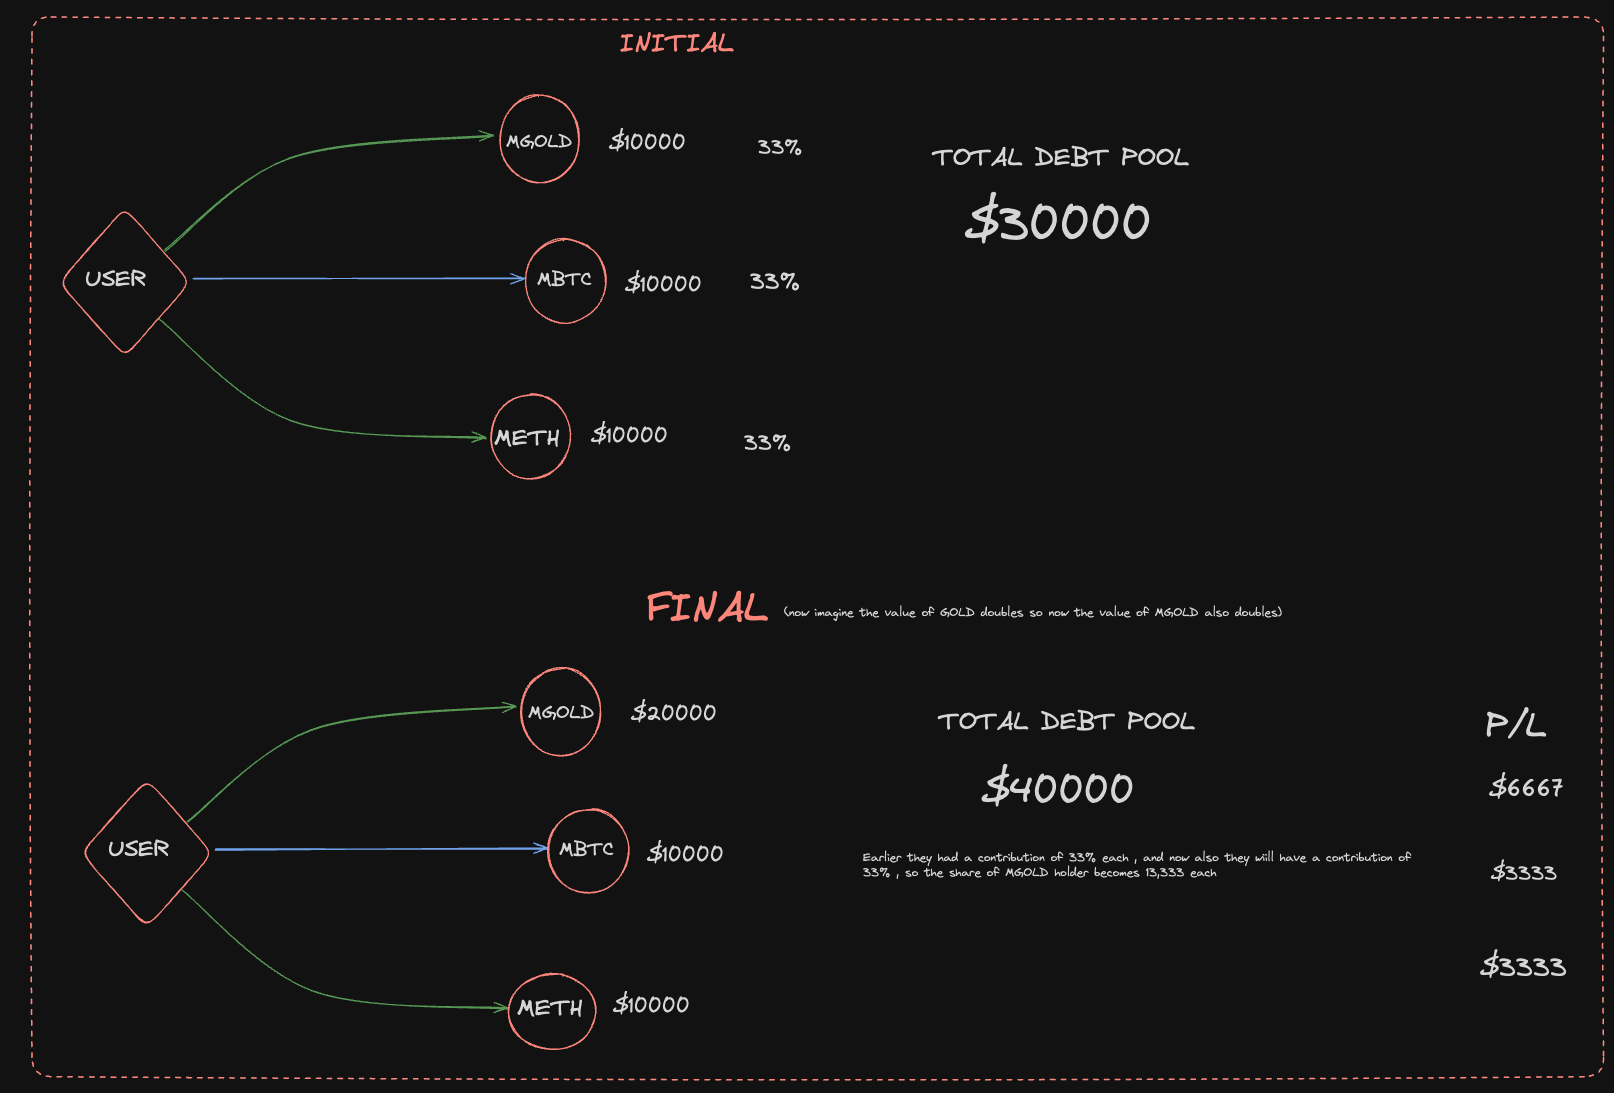 INITIAL
MGOLD $10000 33%
TOTAL DEBT POOL
$30000
USER
MBTC $10000 33%
METH $10000 33%
FINAL (now imagine the value of GOLD doubles so now the value of MGOLD also doubles)
MGOLD $20000
TOTAL DEBT POOL
P/L
$40000
$6667
USER
MBTC $10000
Earlier they had a contribution of 33% each , and now also they will have a contribution of
33% , so the share of MGOLD holder becomes 13,333 each
$3333
$3333
METH $10000